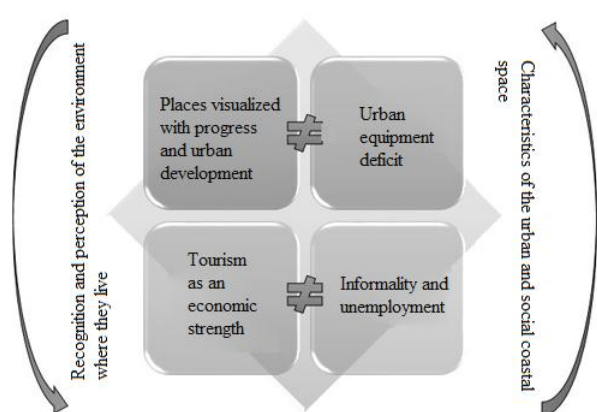 Recognition and perception of the environment
where they live
Places visualized
with progress
and urban
development
≠
Urban
equipment
deficit
Tourism
as an
economic
strength
≠
Informality and
unemployment
Characteristics of the urban and social coastal
space